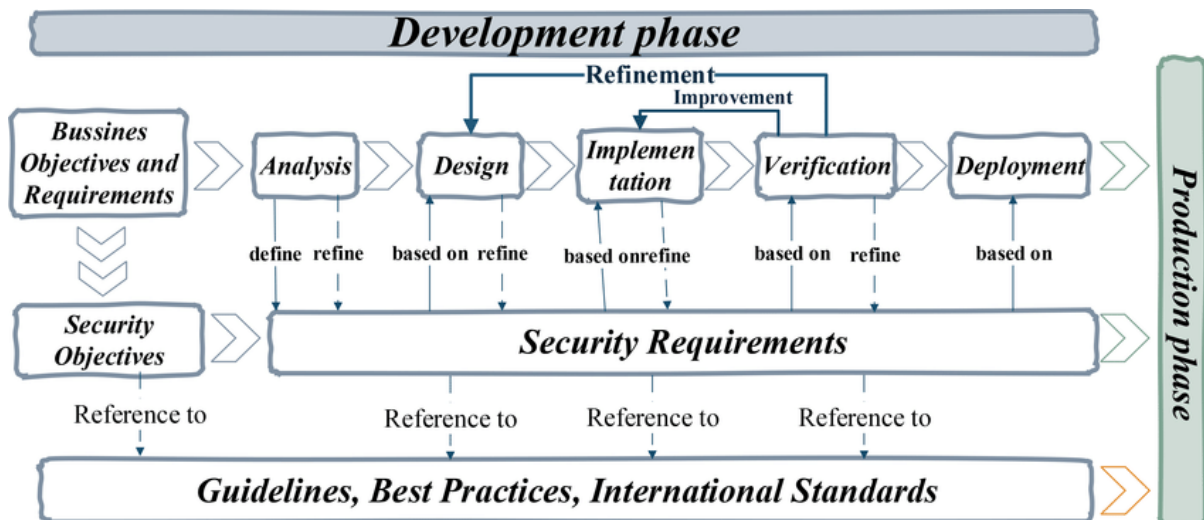 Development phase
Refinement
Improvement
Bussines
Objectives and
Requirements
Analysis
Design
Implemen
tation
Verification
Deployment
Production phase
define
refine
based on
refine
based on
refine
based on
refine
based on
Security
Objectives
Security Requirements
Reference to
Reference to
Reference to
Reference to
Guidelines, Best Practices, International Standards